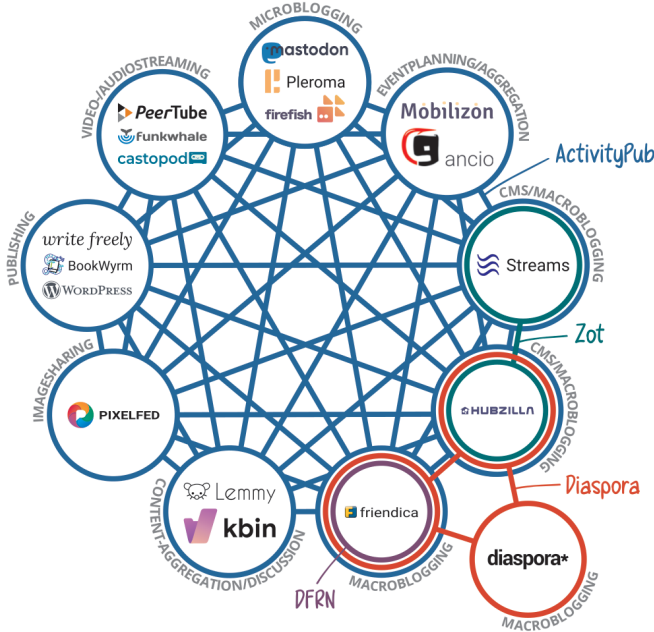 MICROBLOGGING
mastodon
Pleroma
firefish
VIDEO-/AUDIOSTREAMING
PeerTube
funkwhale
castopod
EVENTPLANNING/AGGREGATION
Mobilizon
gancio
ActivityPub
PUBLISHING
write freely
BookWyrm
WORDPRESS
CMS/MACROBLOGGING
Streams
Zot
IMAGESHARING
PIXELFED
CMS/MACROBLOGGING
HUBZILLA
Diaspora
CONTENT-AGGREGATION/DISCUSSION
Lemmy
kbin
friendica
MACROBLOGGING
DFRN
diaspora*
MACROBLOGGING